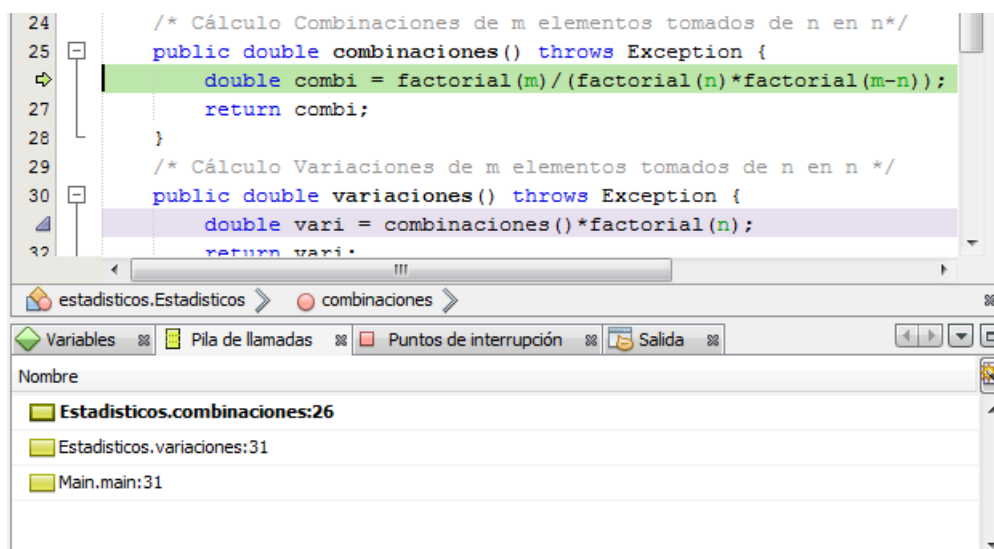 24 /* Cálculo Combinaciones de m elementos tomados de n en n*/
25 public double combinaciones() throws Exception {
double combi = factorial(m)/(factorial(n)*factorial(m-n));
27 return combi;
28 }
29 /* Cálculo Variaciones de m elementos tomados de n en n */
30 public double variaciones() throws Exception {
double vari = combinaciones()*factorial(n);
32 return vari;
estadisticos.Estadisticos combinaciones
Variables Pila de llamadas Puntos de interrupción Salida
Nombre
Estadisticos.combinaciones:26
Estadisticos.variaciones:31
Main.main:31